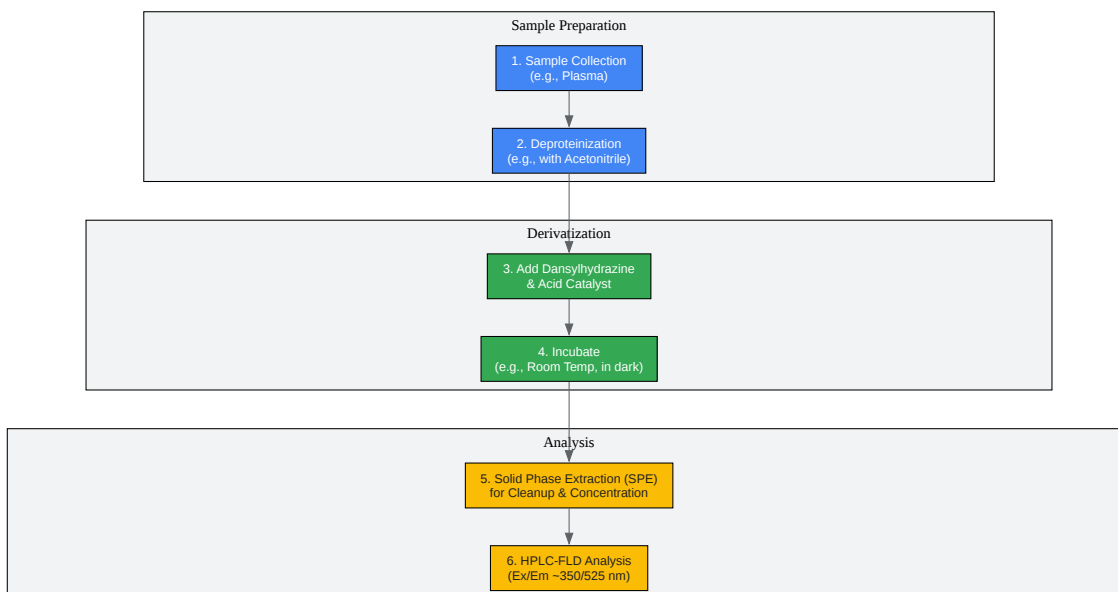 Sample Preparation
1. Sample Collection
(e.g., Plasma)
2. Deproteinization
(e.g., with Acetonitrile)
Derivatization
3. Add Dansylhydrazine
& Acid Catalyst
4. Incubate
(e.g., Room Temp, in dark)
Analysis
5. Solid Phase Extraction (SPE)
for Cleanup & Concentration
6. HPLC-FLD Analysis
(Ex/Em ~350/525 nm)